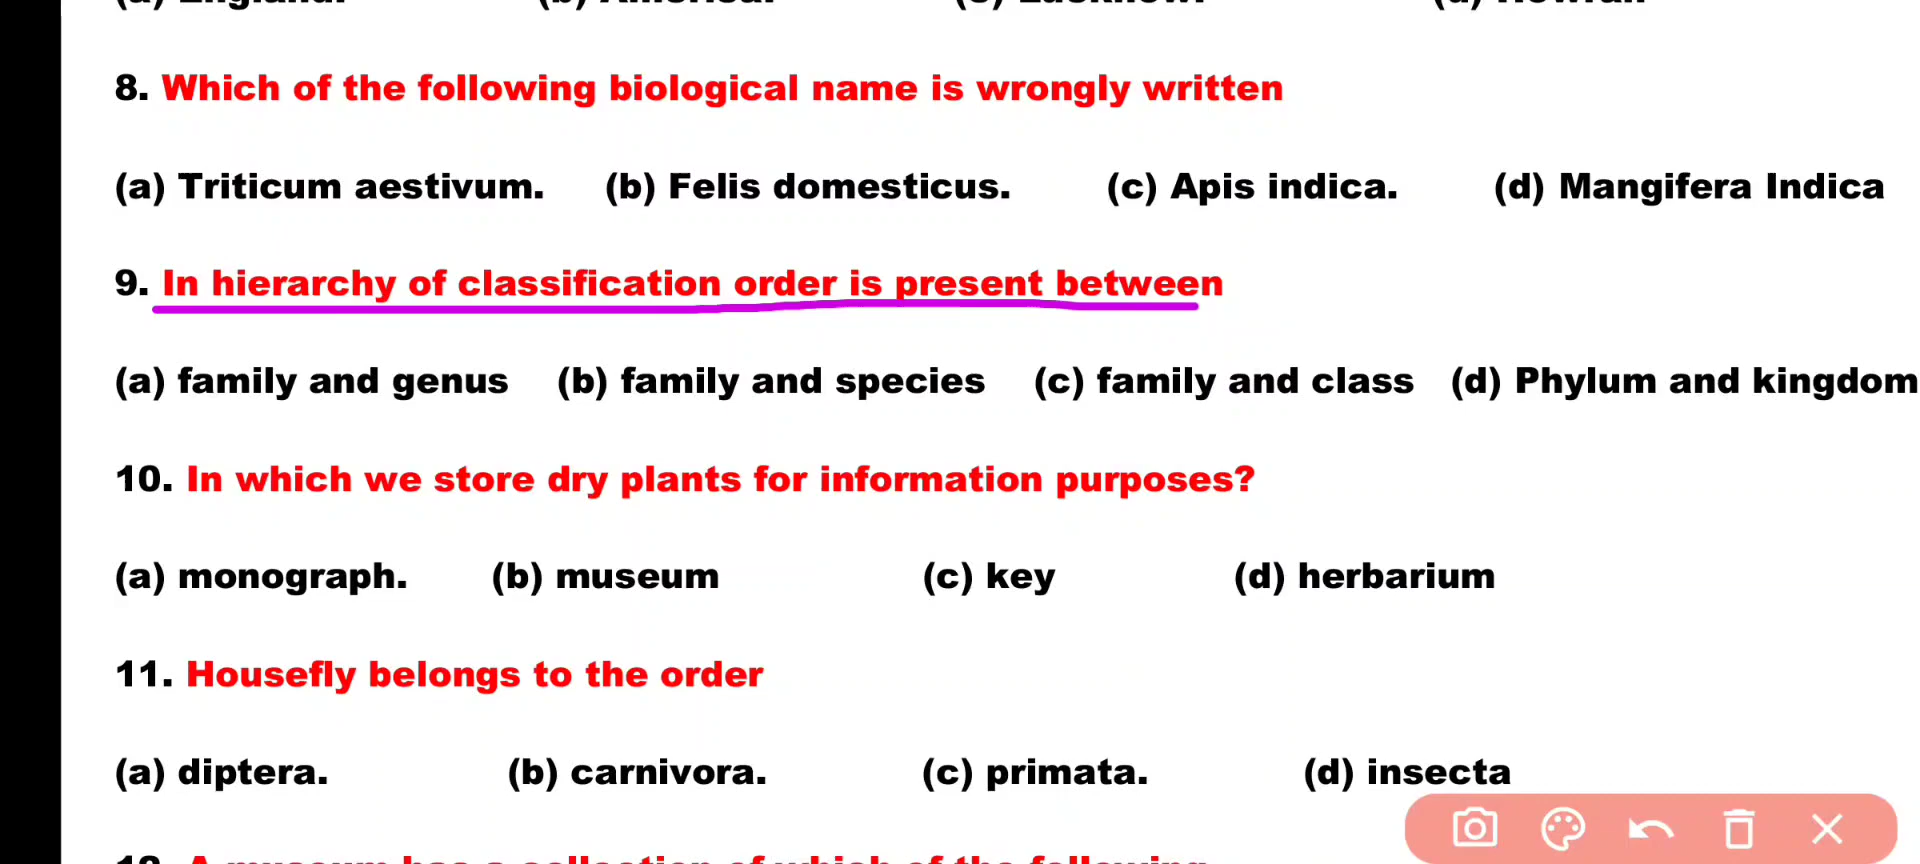 8. Which of the following biological name is wrongly written
(a) Triticum aestivum. (b) Felis domesticus. (c) Apis indica. (d) Mangifera Indica
9. In hierarchy of classification order is present between
(a) family and genus (b) family and species (c) family and class (d) Phylum and kingdom
10. In which we store dry plants for information purposes?
(a) monograph. (b) museum (c) key (d) herbarium
11. Housefly belongs to the order
(a) diptera. (b) carnivora. (c) primata. (d) insecta